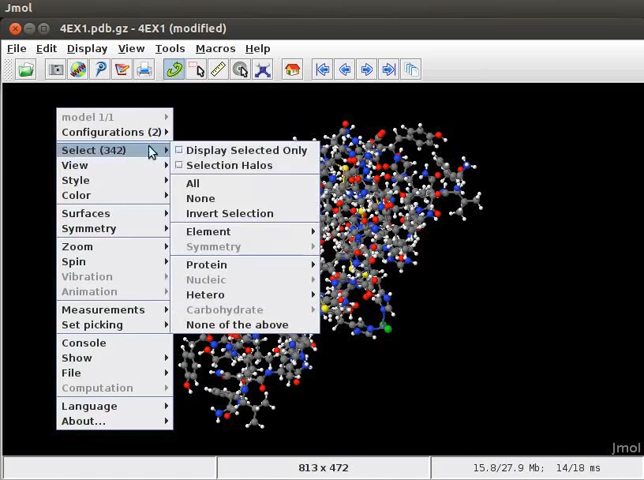 Jmol
4EX1.pdb.gz - 4EX1 (modified)
File Edit Display View Tools Macros Help
model 1/1
Configurations (2)
Select (342)
View
Style
Color
Surfaces
Symmetry
Zoom
Spin
Vibration
Animation
Measurements
Set picking
Console
Show
File
Computation
Language
About...
Display Selected Only
Selection Halos
All
None
Invert Selection
Element
Symmetry
Protein
Nucleic
Hetero
Carbohydrate
None of the above
Jmol
813 x 472
15.8/27.9 Mb; 14/18 ms